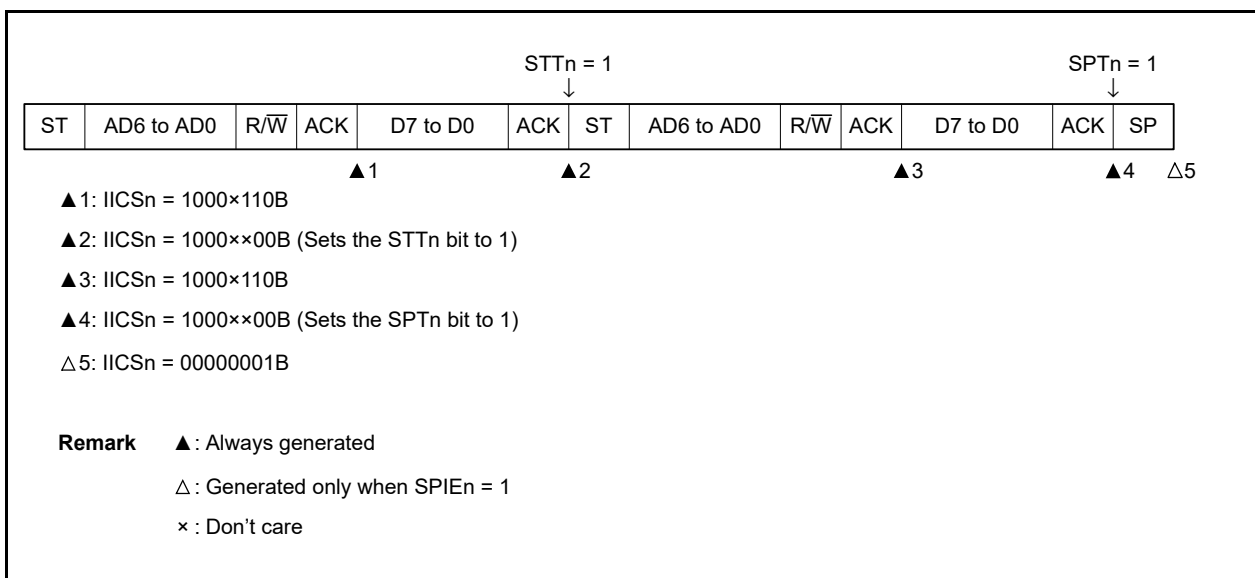 STTn = 1 SPTn = 1
↓ ↓
ST AD6 to AD0 R/W̅ ACK D7 to D0 ACK ST AD6 to AD0 R/W̅ ACK D7 to D0 ACK SP
▲1 ▲2 ▲3 ▲4 △5
▲1: IICSn = 1000×110B
▲2: IICSn = 1000××00B (Sets the STTn bit to 1)
▲3: IICSn = 1000×110B
▲4: IICSn = 1000××00B (Sets the SPTn bit to 1)
△5: IICSn = 00000001B
Remark ▲: Always generated
△: Generated only when SPIEn = 1
×: Don’t care